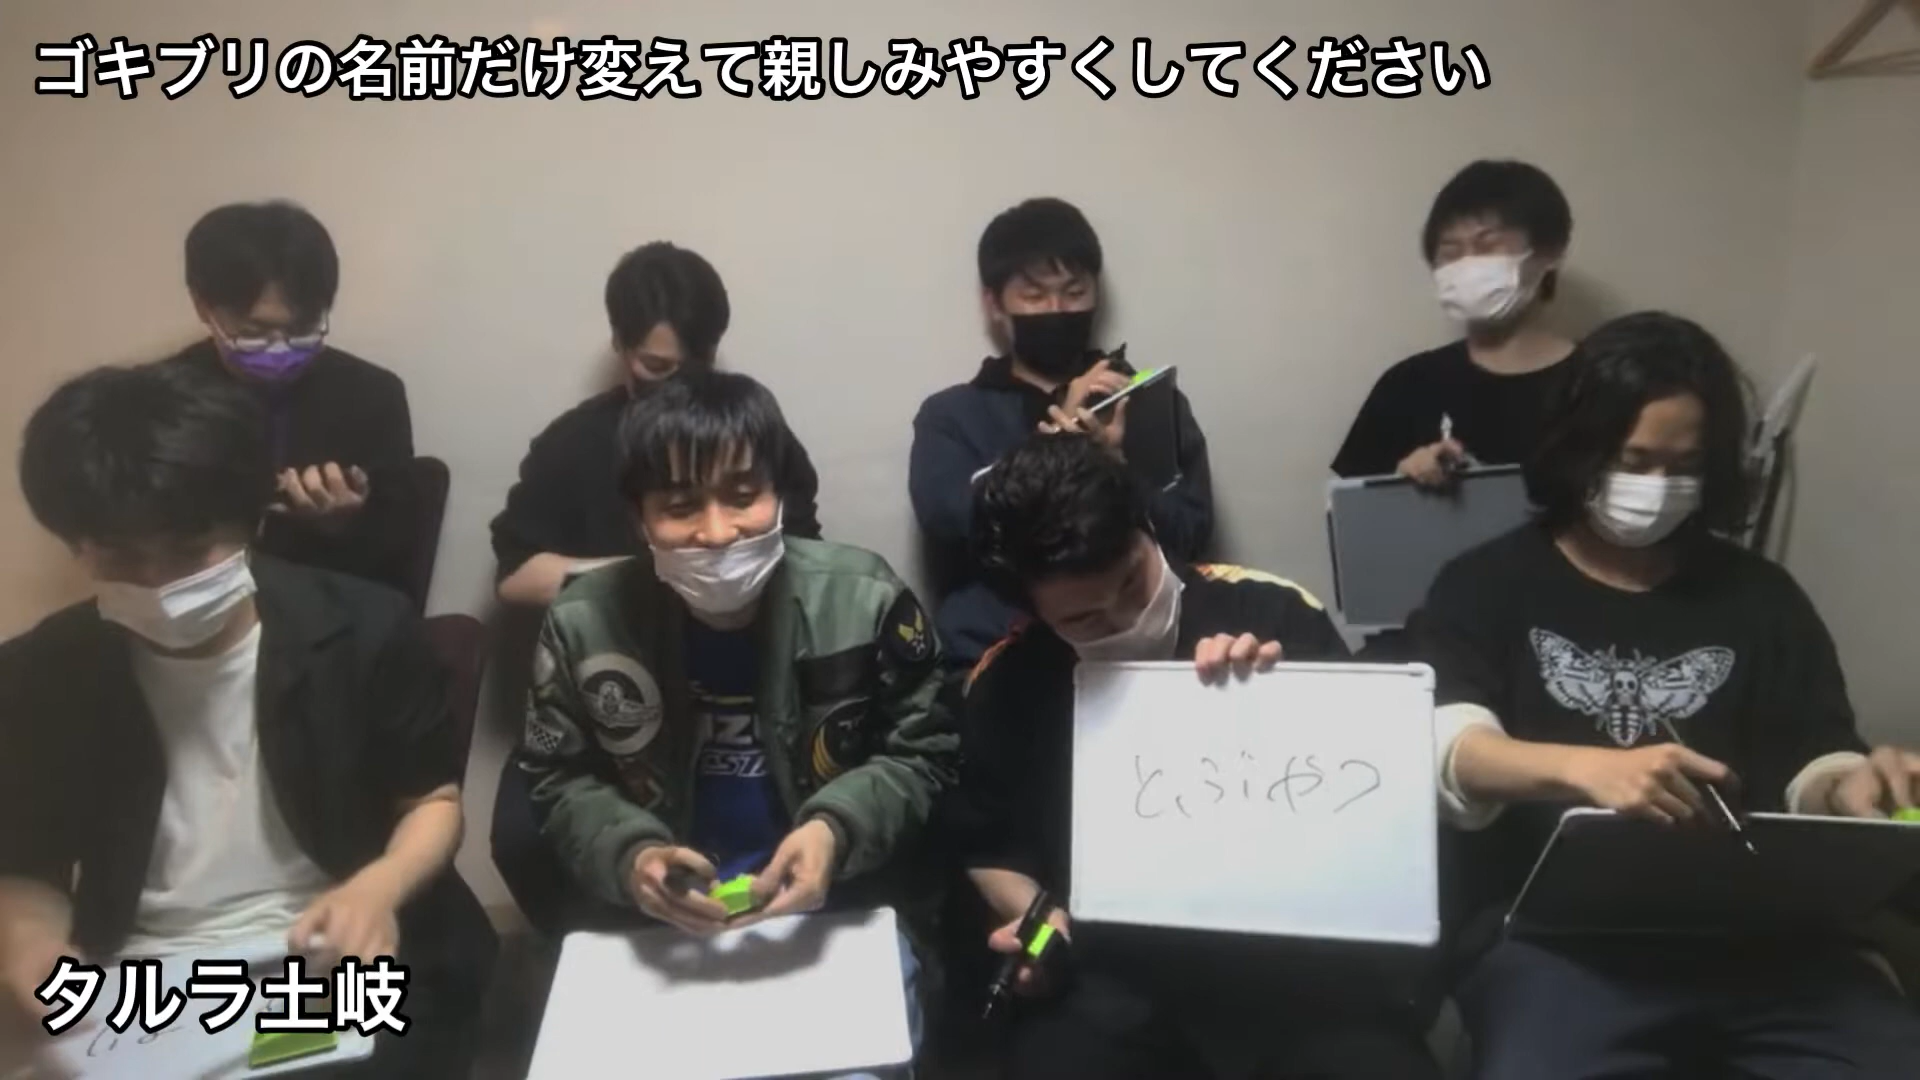 ゴキブリの名前だけ変えて親しみやすくしてください
とぶやつ
タルラ土岐